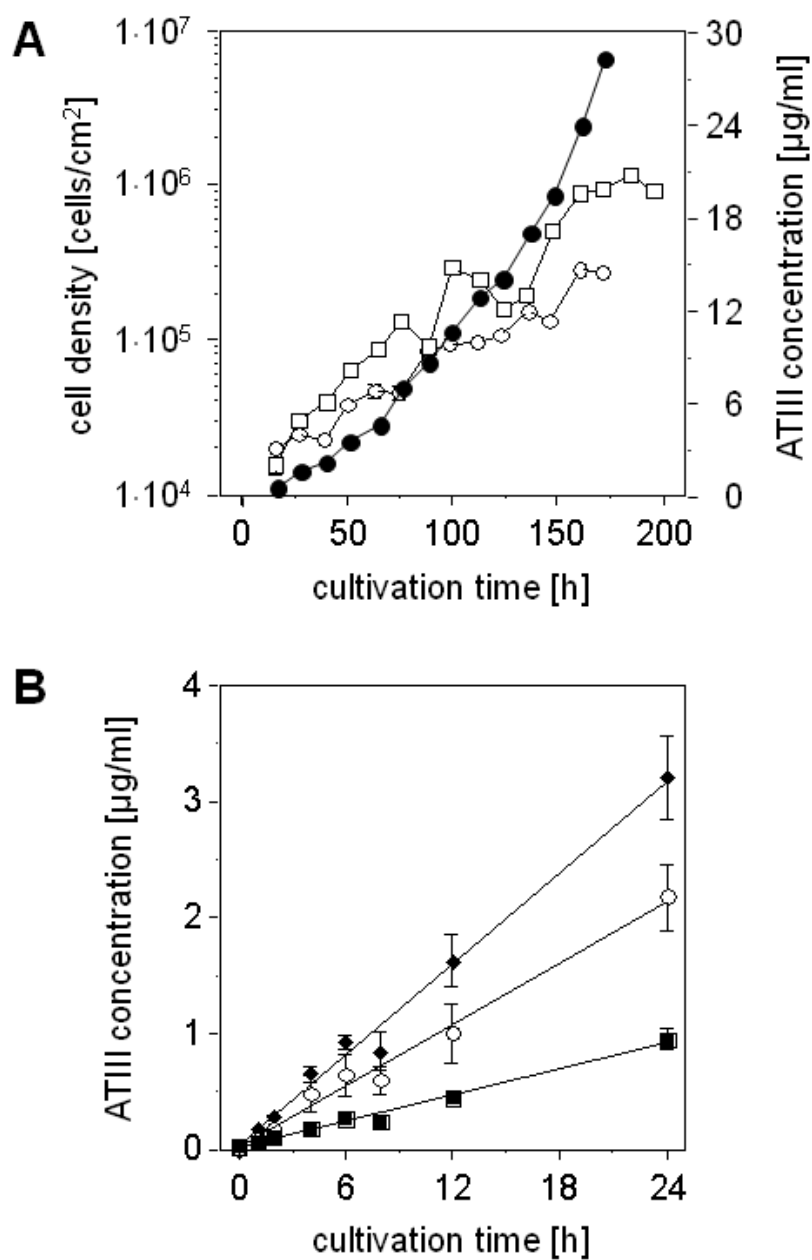 A
1·10⁷
1·10⁶
1·10⁵
1·10⁴
cell density [cells/cm²]
30
24
18
12
6
0
ATIII concentration [µg/ml]
0 50 100 150 200
cultivation time [h]
B
4
3
2
1
0
ATIII concentration [µg/ml]
0 6 12 18 24
cultivation time [h]